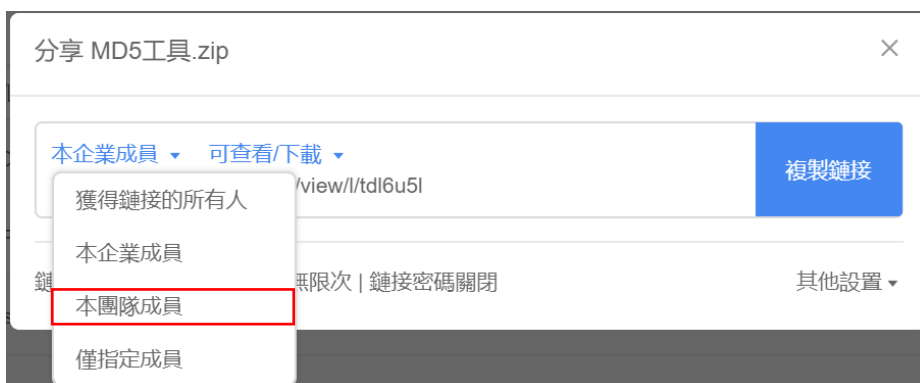 分享 MD5工具.zip
本企業成員 可查看/下載
/view/l/tdl6u5l
複製鏈接
獲得鏈接的所有人
本企業成員
本團隊成員
僅指定成員
無限次 | 鏈接密碼關閉
其他設置